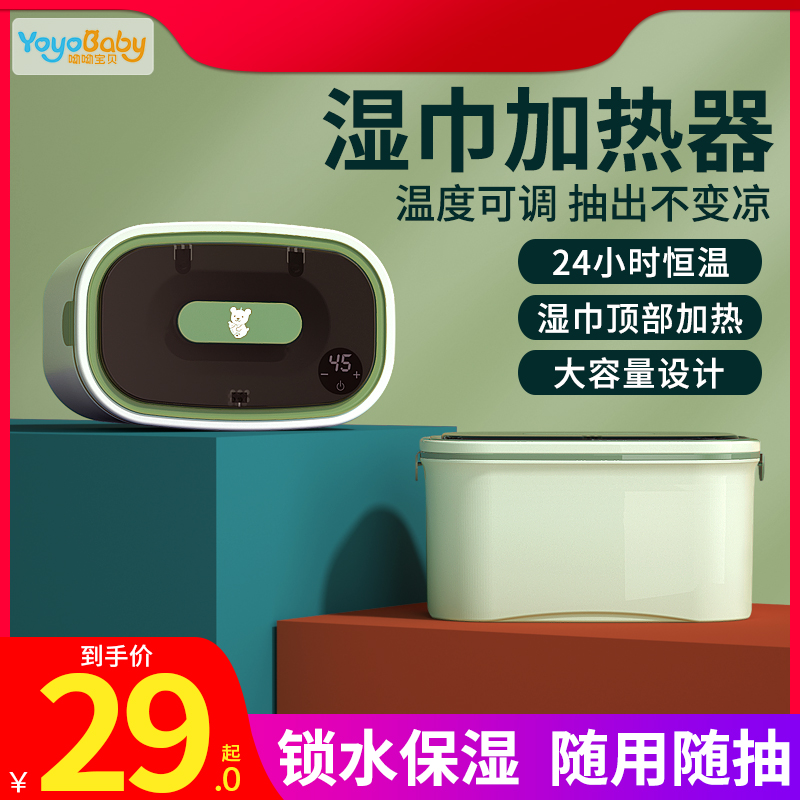 YoyoBaby
呦呦宝贝
湿巾加热器
温度可调 抽出不变凉
24小时恒温
湿巾顶部加热
大容量设计
45
− +
到手价
¥29.0起
锁水保湿 随用随抽